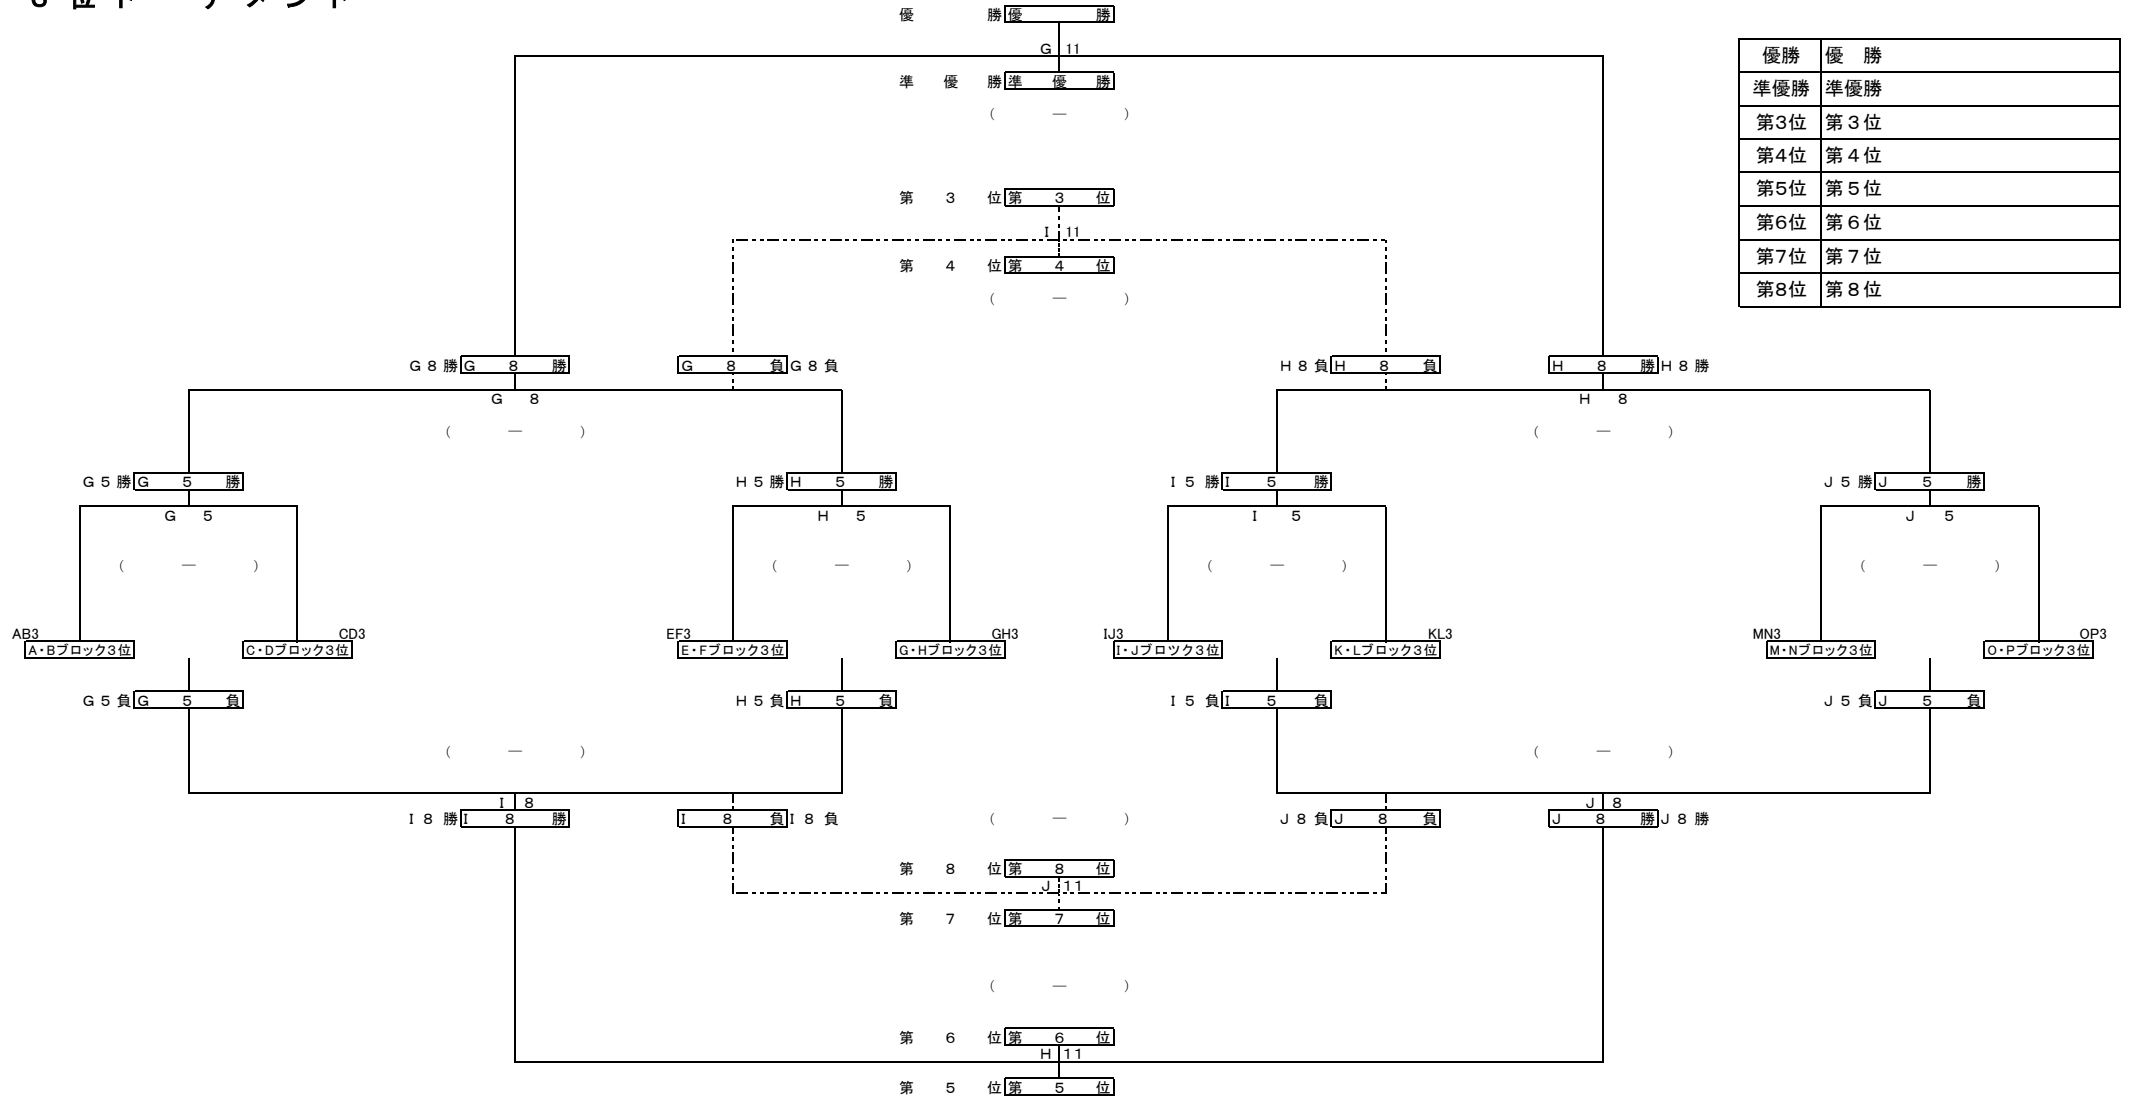 位トーナメント
優 勝 優 勝
G 11
準 優 勝 準 優 勝
( — )
優勝 優 勝
準優勝 準優勝
第3位 第３位
第4位 第４位
第5位 第５位
第6位 第６位
第7位 第７位
第8位 第８位
第 3 位 第 3 位
I 11
第 4 位 第 4 位
( — )
G 8 勝 G 8 勝 G 8 負 G 8 負 H 8 負 H 8 負 H 8 勝 H 8 勝
G 8 H 8
( — ) ( — )
G 5 勝 G 5 勝 H 5 勝 H 5 勝 I 5 勝 I 5 勝 J 5 勝 J 5 勝
G 5 H 5 I 5 J 5
( — ) ( — ) ( — ) ( — )
AB3 CD3 EF3 GH3 IJ3 KL3 MN3 OP3
A・Bブロック3位 C・Dブロック3位 E・Fブロック3位 G・Hブロック3位 I・Jブロツク3位 K・Lブロック3位 M・Nブロック3位 O・Pブロック3位
G 5 負 G 5 負 H 5 負 H 5 負 I 5 負 I 5 負 J 5 負 J 5 負
( — ) ( — )
I 8 J 8
I 8 勝 I 8 勝 I 8 負 I 8 負 ( — ) J 8 負 J 8 負 J 8 勝 J 8 勝
第 8 位 第 8 位
J 11
第 7 位 第 7 位
( — )
第 6 位 第 6 位
H 11
第 5 位 第 5 位